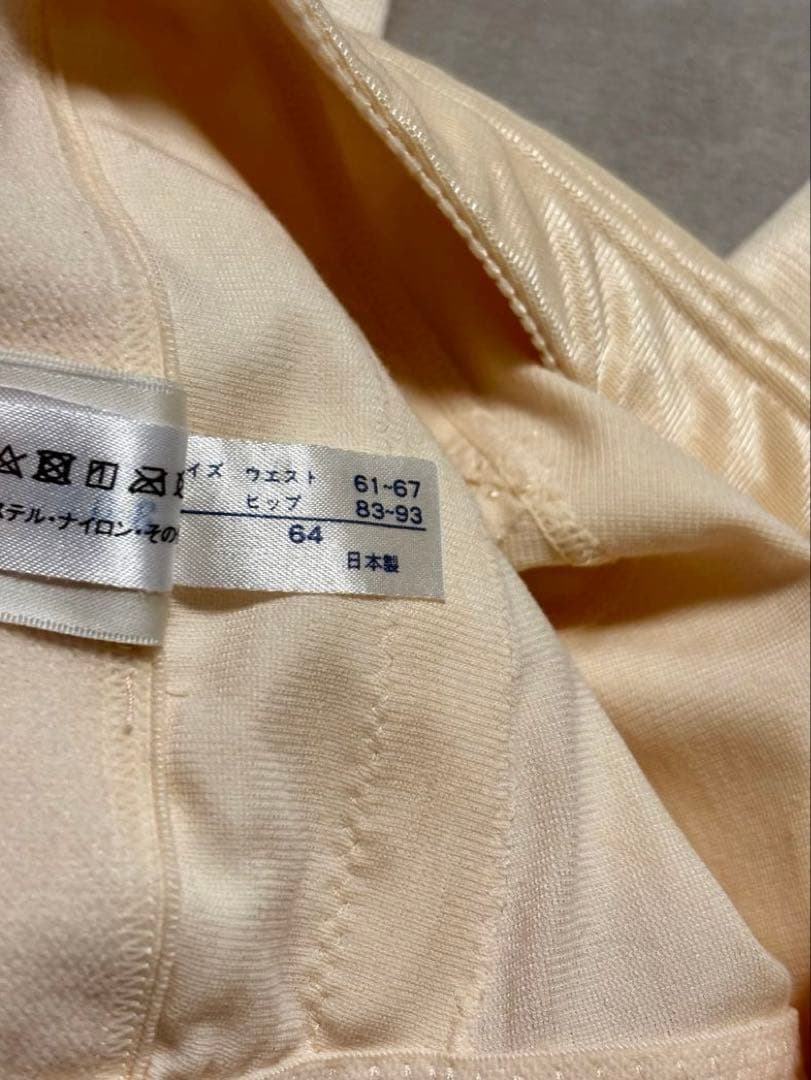 イズ ウエスト 61~67
ヒップ 83~93
64
日本製
ステル・ナイロン・その